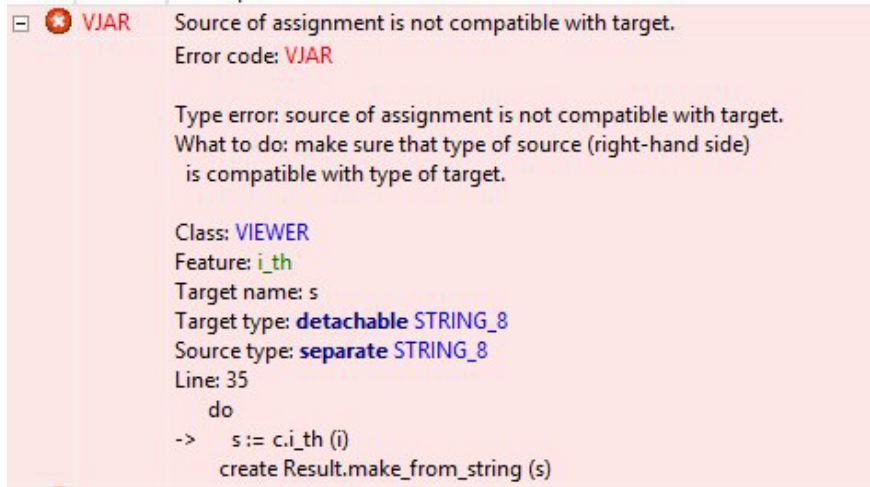 VJAR Source of assignment is not compatible with target.
Error code: VJAR
Type error: source of assignment is not compatible with target.
What to do: make sure that type of source (right-hand side)
is compatible with type of target.
Class: VIEWER
Feature: i_th
Target name: s
Target type: detachable STRING_8
Source type: separate STRING_8
Line: 35
do
-> s := c.i_th (i)
create Result.make_from_string (s)